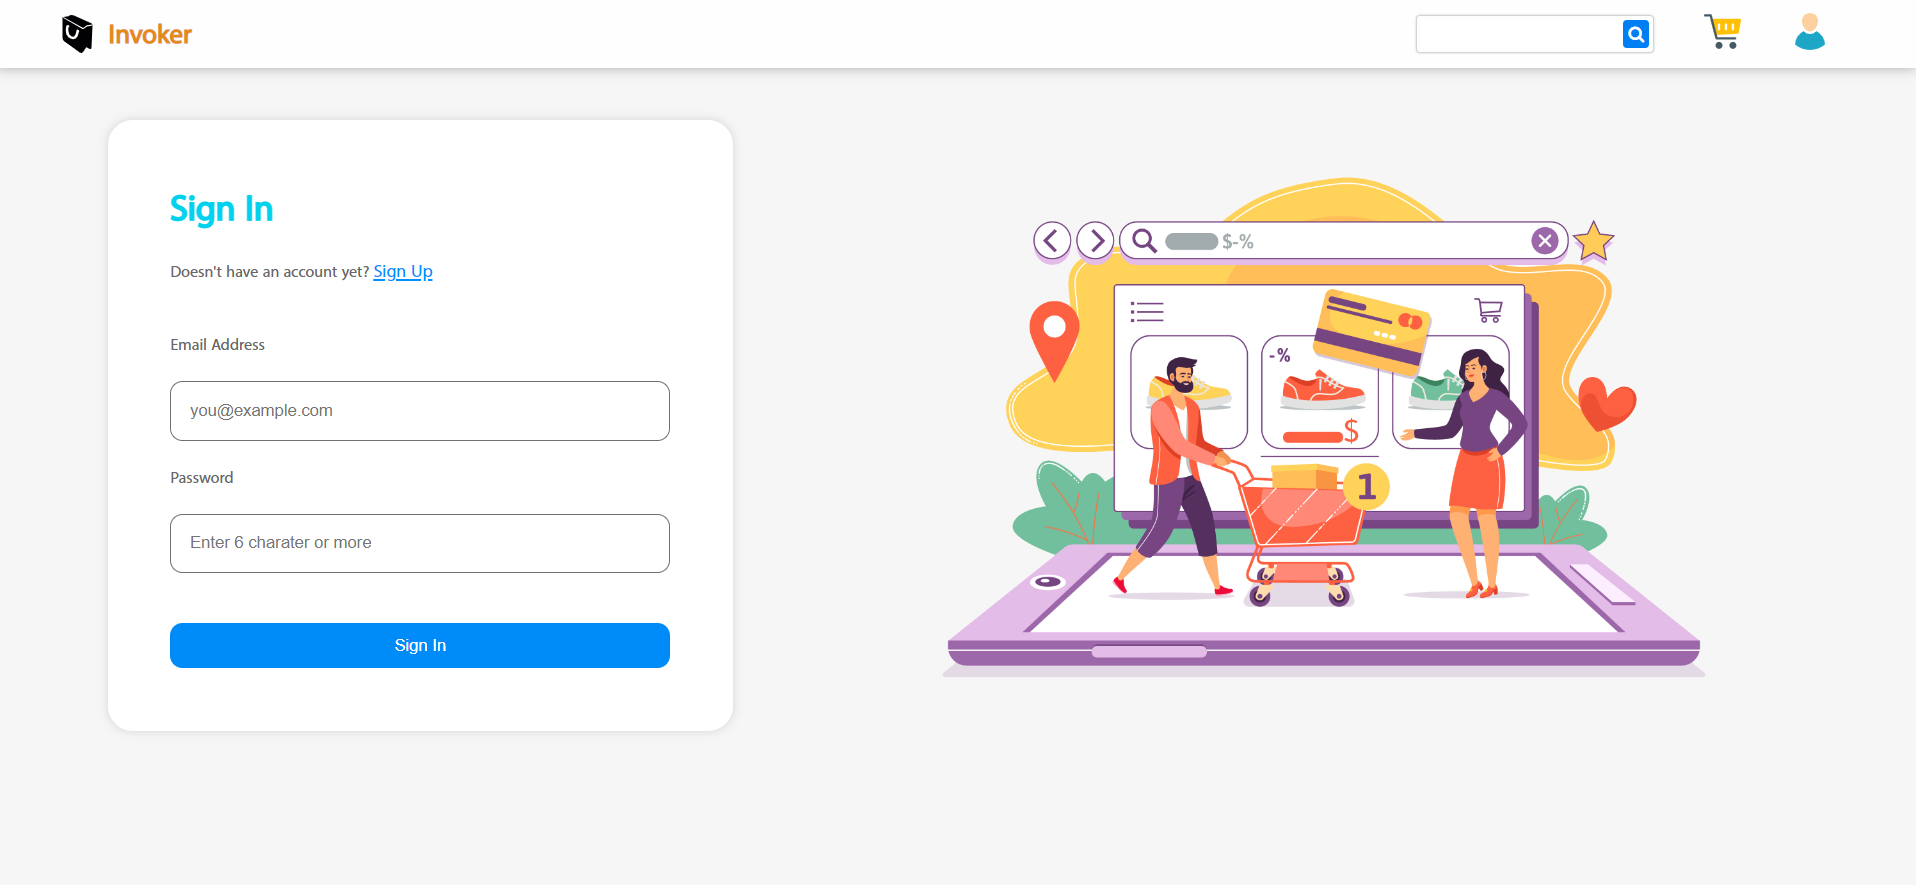 Invoker
Sign In
Doesn't have an account yet? Sign Up
Email Address
you@example.com
Password
Enter 6 charater or more
Sign In
$-%
-%
$
1